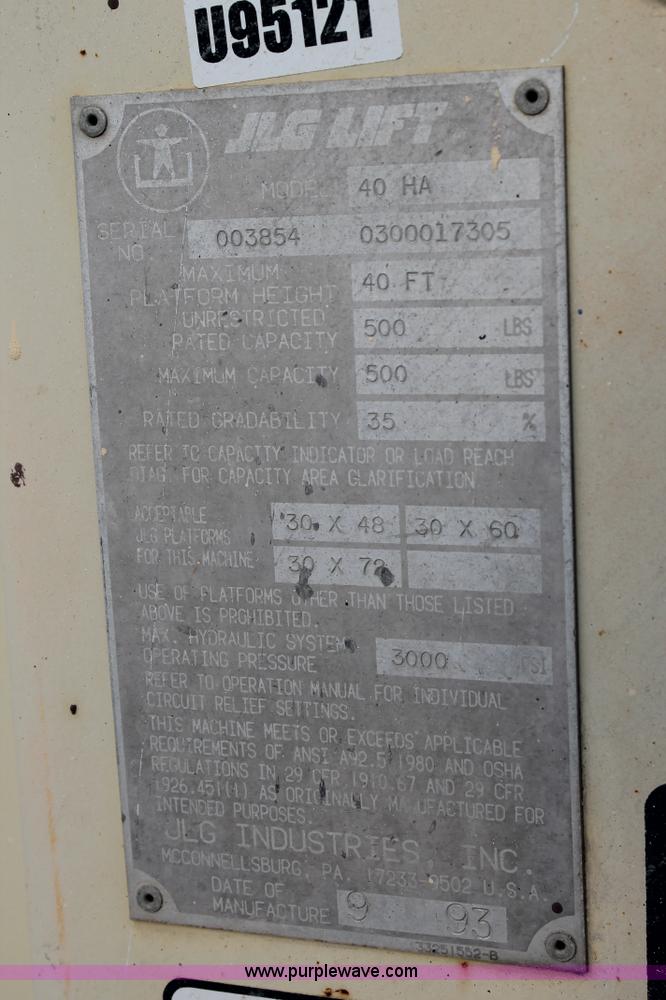 U95121
JLG LIFT
MODEL 40 HA
SERIAL NO. 003854 0300017305
MAXIMUM
PLATFORM HEIGHT 40 FT
UNRESTRICTED
RATED CAPACITY 500 LBS
MAXIMUM CAPACITY 500 LBS
RATED GRADABILITY 35 %
REFER TO CAPACITY INDICATOR OR LOAD REACH
DIAG. FOR CAPACITY AREA CLARIFICATION
ACCEPTABLE
JLG PLATFORMS 30 X 48 30 X 60
FOR THIS MACHINE 30 X 72
USE OF PLATFORMS OTHER THAN THOSE LISTED
ABOVE IS PROHIBITED.
MAX. HYDRAULIC SYSTEM
OPERATING PRESSURE 3000 PSI
REFER TO OPERATION MANUAL FOR INDIVIDUAL
CIRCUIT RELIEF SETTINGS.
THIS MACHINE MEETS OR EXCEEDS APPLICABLE
REQUIREMENTS OF ANSI A92.5 1980 AND OSHA
REGULATIONS IN 29 CFR 1910.67 AND 29 CFR
1926.451(f) AS ORIGINALLY MANUFACTURED FOR
INTENDED PURPOSES.
JLG INDUSTRIES, INC.
MCCONNELLSBURG, PA. 17233-9502 U.S.A.
DATE OF
MANUFACTURE 9 93
3251552-B
www.purplewave.com